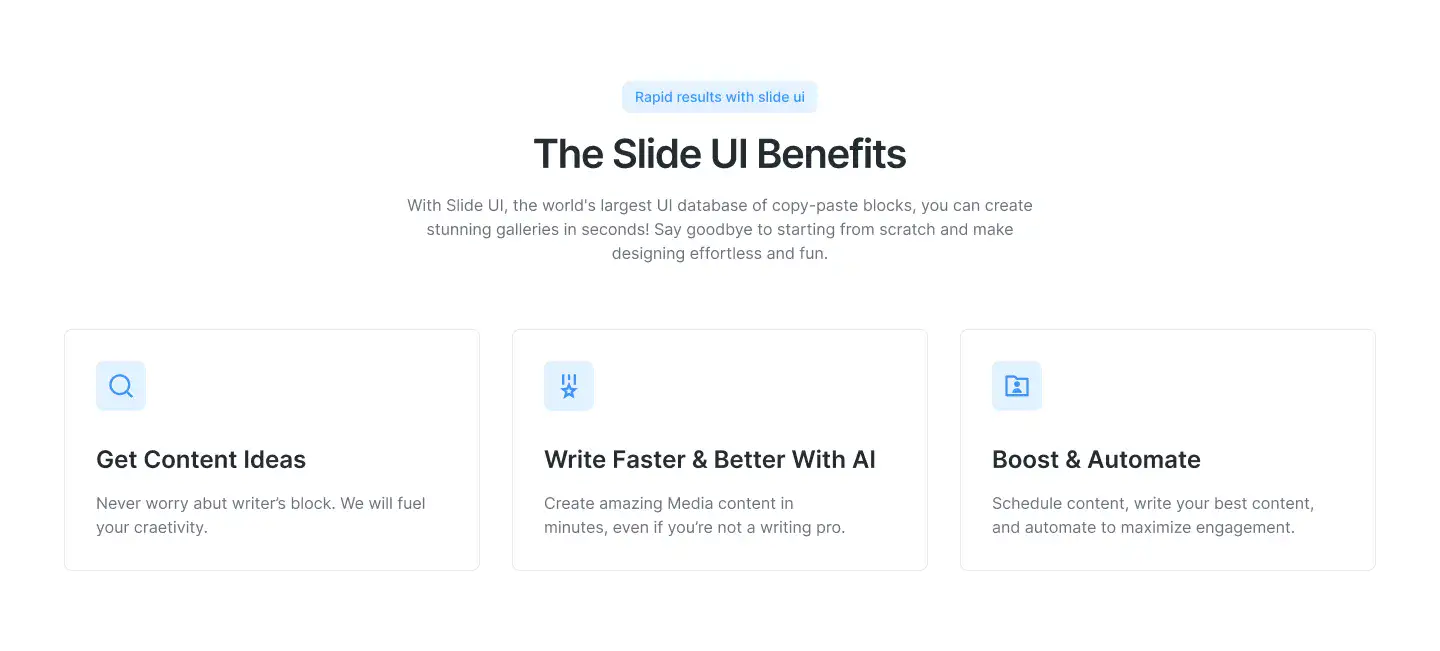 Rapid results with slide ui
The Slide UI Benefits
With Slide UI, the world's largest UI database of copy-paste blocks, you can create
stunning galleries in seconds! Say goodbye to starting from scratch and make
designing effortless and fun.
Get Content Ideas
Never worry abut writer’s block. We will fuel
your craetivity.
Write Faster & Better With AI
Create amazing Media content in
minutes, even if you’re not a writing pro.
Boost & Automate
Schedule content, write your best content,
and automate to maximize engagement.